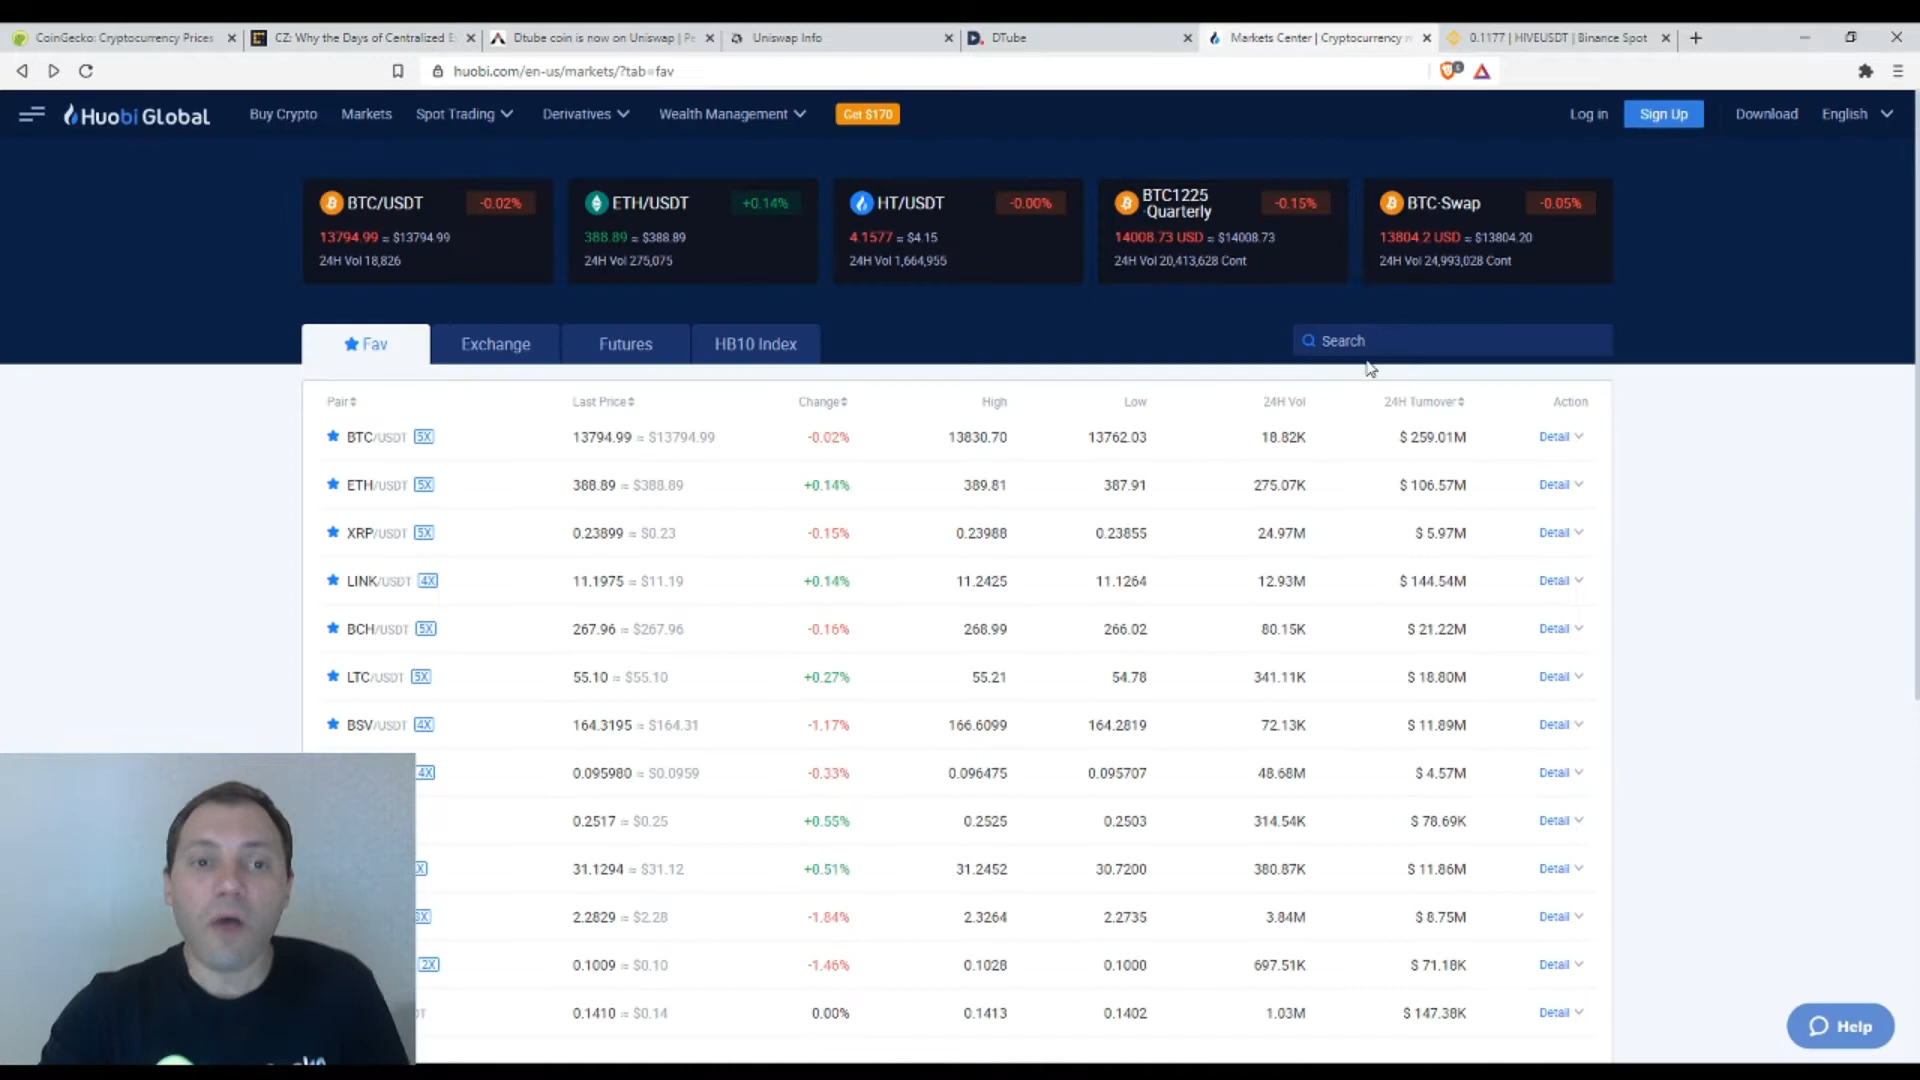 CoinGecko: Cryptocurrency Prices
CZ: Why the Days of Centralized E
Dtube coin is now on Uniswap | Pe
Uniswap Info
DTube
Markets Center | Cryptocurrency m
0.1177 | HIVEUSDT | Binance Spot
huobi.com/en-us/markets/?tab=fav
Huobi Global
Buy Crypto
Markets
Spot Trading
Derivatives
Wealth Management
Get $170
Log in
Sign Up
Download
English
BTC/USDT -0.02%
13794.99 ≈ $13794.99
24H Vol 18,826
ETH/USDT +0.14%
388.89 ≈ $388.89
24H Vol 275,075
HT/USDT -0.00%
4.1577 ≈ $4.15
24H Vol 1,664,955
BTC1225
·Quarterly -0.15%
14008.73 USD ≈ $14008.73
24H Vol 20,413,628 Cont
BTC·Swap -0.05%
13804.2 USD ≈ $13804.20
24H Vol 24,993,028 Cont
Fav
Exchange
Futures
HB10 Index
Search
Pair Last Price Change High Low 24H Vol 24H Turnover Action
BTC/USDT 5X 13794.99 ≈ $13794.99 -0.02% 13830.70 13762.03 18.82K $ 259.01M Detail
ETH/USDT 5X 388.89 ≈ $388.89 +0.14% 389.81 387.91 275.07K $ 106.57M Detail
XRP/USDT 5X 0.23899 ≈ $0.23 -0.15% 0.23988 0.23855 24.97M $ 5.97M Detail
LINK/USDT 4X 11.1975 ≈ $11.19 +0.14% 11.2425 11.1264 12.93M $ 144.54M Detail
BCH/USDT 5X 267.96 ≈ $267.96 -0.16% 268.99 266.02 80.15K $ 21.22M Detail
LTC/USDT 5X 55.10 ≈ $55.10 +0.27% 55.21 54.78 341.11K $ 18.80M Detail
BSV/USDT 4X 164.3195 ≈ $164.31 -1.17% 166.6099 164.2819 72.13K $ 11.89M Detail
4X 0.095980 ≈ $0.0959 -0.33% 0.096475 0.095707 48.68M $ 4.57M Detail
0.2517 ≈ $0.25 +0.55% 0.2525 0.2503 314.54K $ 78.69K Detail
X 31.1294 ≈ $31.12 +0.51% 31.2452 30.7200 380.87K $ 11.86M Detail
2.2829 ≈ $2.28 -1.84% 2.3264 2.2735 3.84M $ 8.75M Detail
2X 0.1009 ≈ $0.10 -1.46% 0.1028 0.1000 697.51K $ 71.18K Detail
0.1410 ≈ $0.14 0.00% 0.1413 0.1402 1.03M $ 147.38K Detail
Help